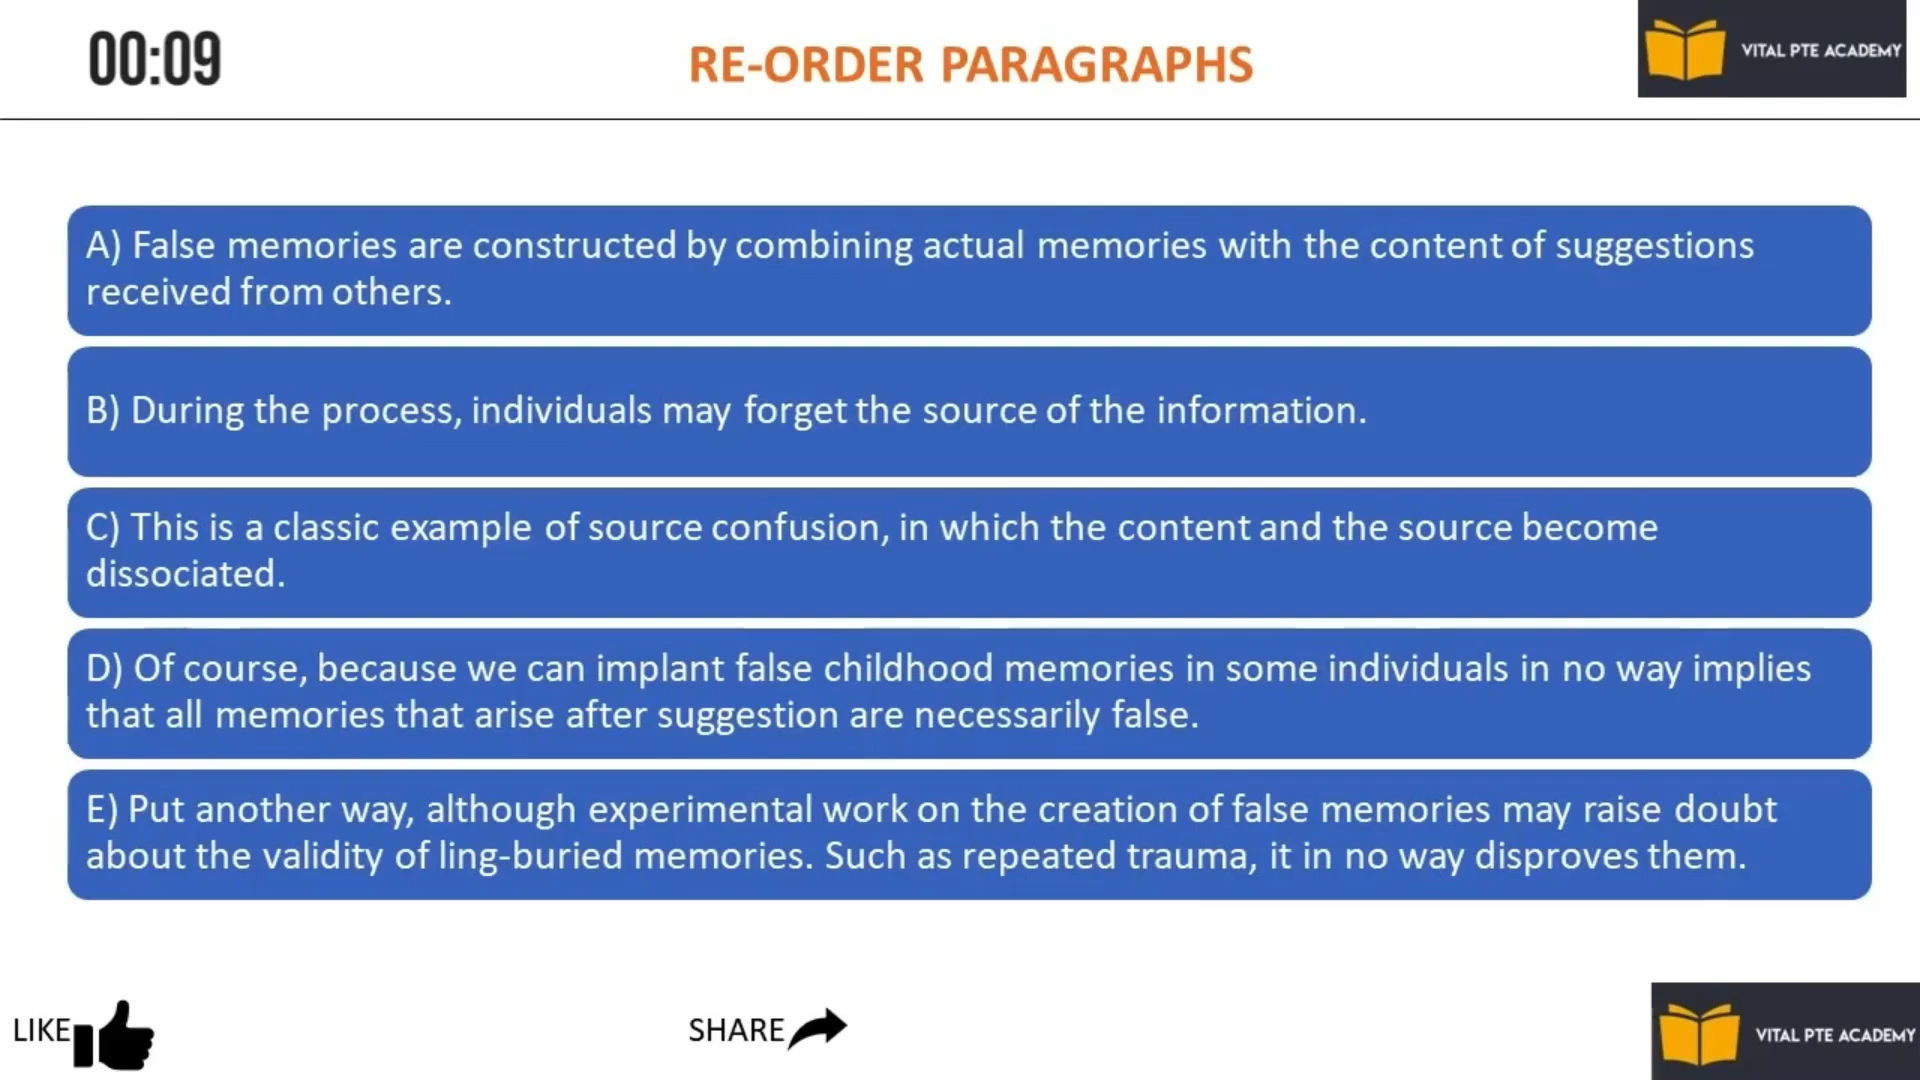 00:09
RE-ORDER PARAGRAPHS
VITAL PTE ACADEMY
A) False memories are constructed by combining actual memories with the content of suggestions
received from others.
B) During the process, individuals may forget the source of the information.
C) This is a classic example of source confusion, in which the content and the source become
dissociated.
D) Of course, because we can implant false childhood memories in some individuals in no way implies
that all memories that arise after suggestion are necessarily false.
E) Put another way, although experimental work on the creation of false memories may raise doubt
about the validity of ling-buried memories. Such as repeated trauma, it in no way disproves them.
LIKE
SHARE
VITAL PTE ACADEMY